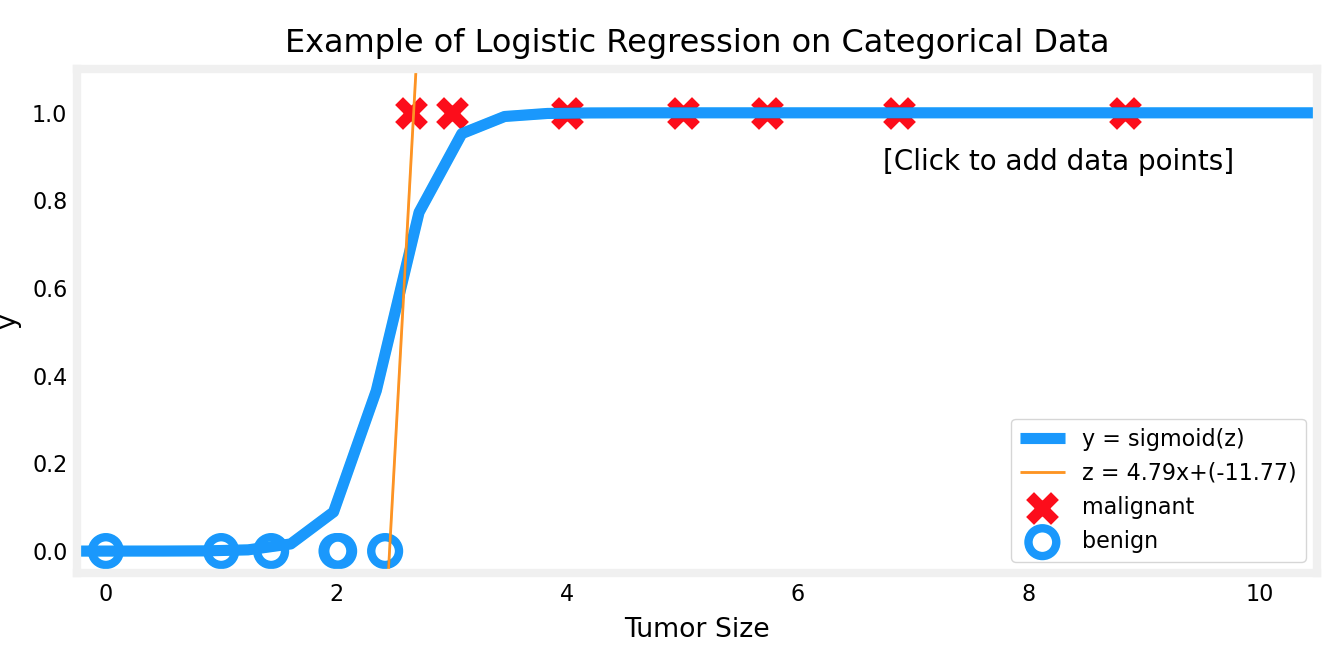 Example of Logistic Regression on Categorical Data
1.0
[Click to add data points]
0.8
0.6
y
0.4
0.2
0.0
y = sigmoid(z)
z = 4.79x+(-11.77)
malignant
benign
0 2 4 6 8 10
Tumor Size